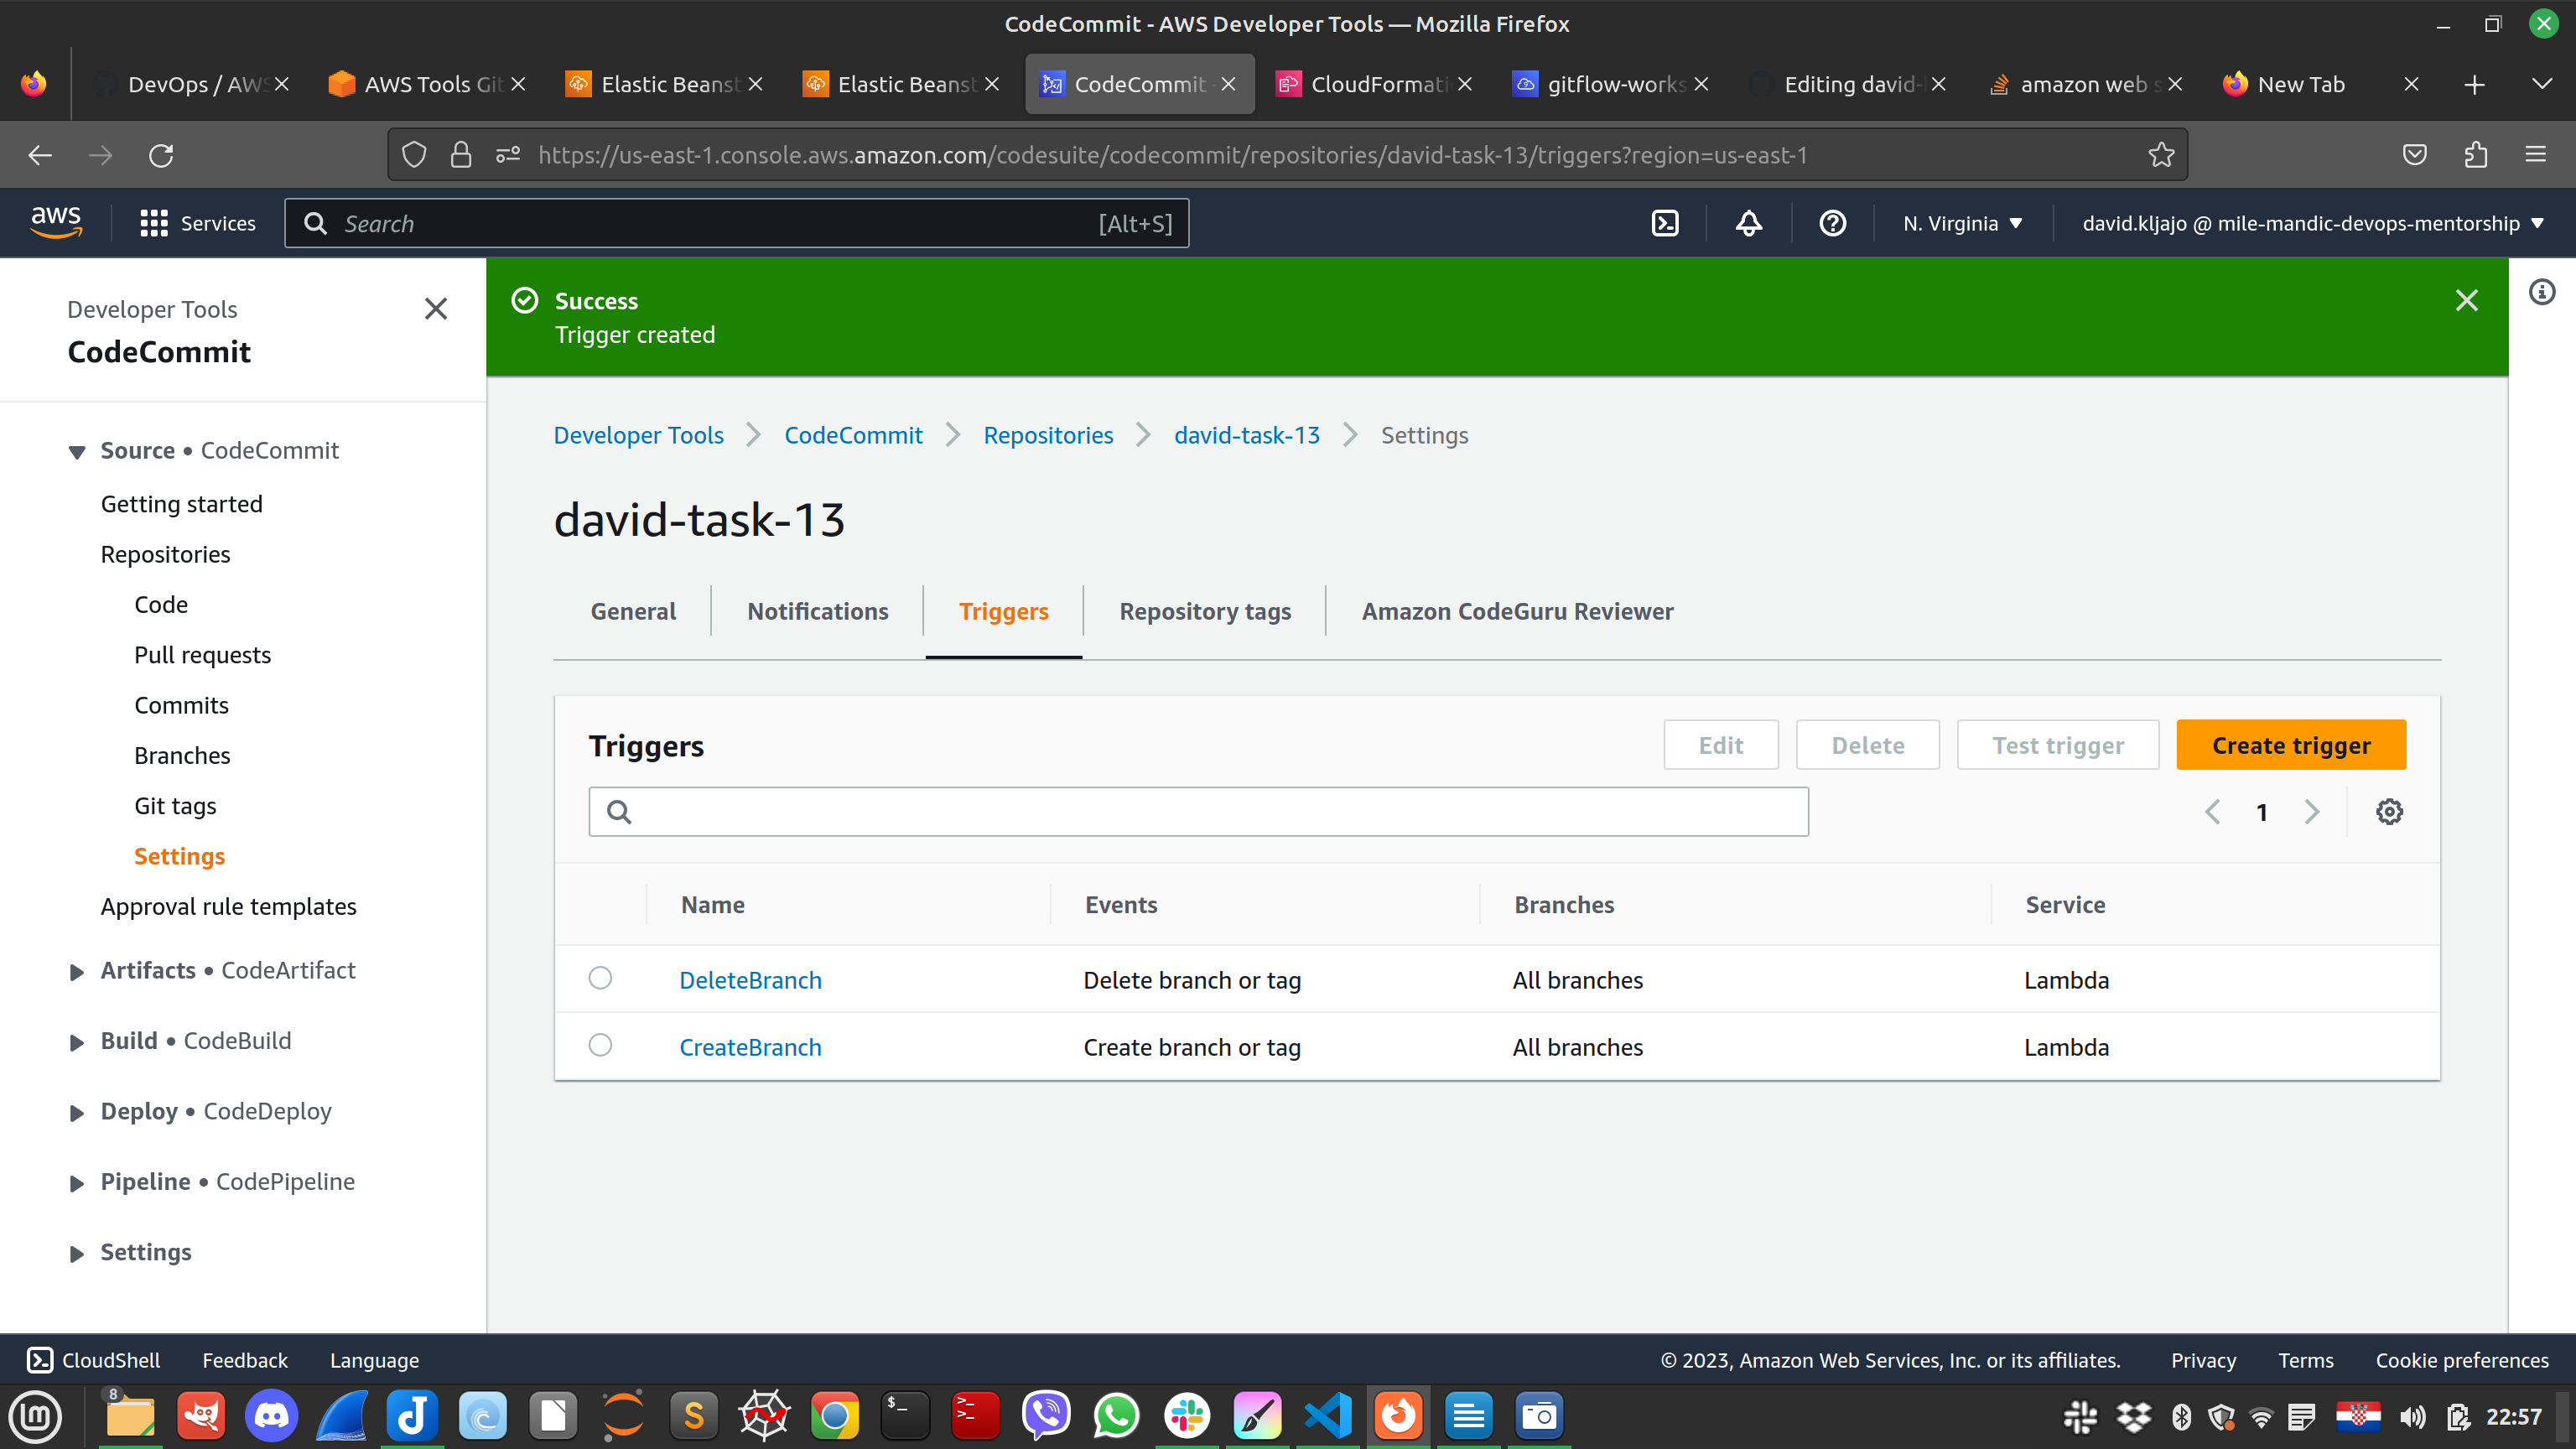 CodeCommit - AWS Developer Tools — Mozilla Firefox
DevOps / AWS
AWS Tools Git
Elastic Beanst
Elastic Beanst
CodeCommit
CloudFormati
gitflow-works
Editing david-
amazon web s
New Tab
https://us-east-1.console.aws.amazon.com/codesuite/codecommit/repositories/david-task-13/triggers?region=us-east-1
aws
Services
Search
[Alt+S]
N. Virginia
david.kljajo @ mile-mandic-devops-mentorship
Developer Tools
CodeCommit
Source • CodeCommit
Getting started
Repositories
Code
Pull requests
Commits
Branches
Git tags
Settings
Approval rule templates
Artifacts • CodeArtifact
Build • CodeBuild
Deploy • CodeDeploy
Pipeline • CodePipeline
Settings
Success
Trigger created
Developer Tools
CodeCommit
Repositories
david-task-13
Settings
david-task-13
General
Notifications
Triggers
Repository tags
Amazon CodeGuru Reviewer
Triggers
Edit
Delete
Test trigger
Create trigger
1
Name Events Branches Service
DeleteBranch Delete branch or tag All branches Lambda
CreateBranch Create branch or tag All branches Lambda
CloudShell
Feedback
Language
© 2023, Amazon Web Services, Inc. or its affiliates.
Privacy
Terms
Cookie preferences
8
22:57